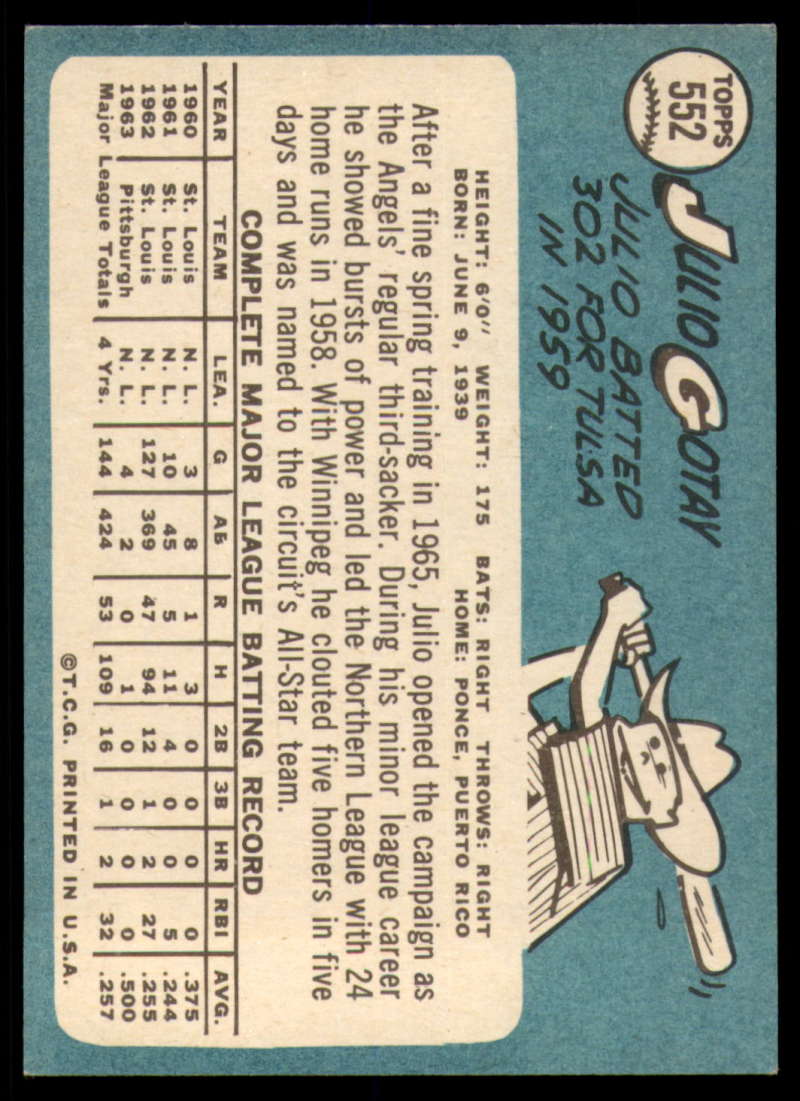 TOPPS
552
JULIO GOTAY
JULIO BATTED
302 FOR TULSA
IN 1959
HEIGHT: 6'0" WEIGHT: 175 BATS: RIGHT THROWS: RIGHT
BORN: JUNE 9, 1939 HOME: PONCE, PUERTO RICO
After a fine spring training in 1965, Julio opened the campaign as
the Angels' regular third-sacker. During his minor league career
he showed bursts of power and led the Northern League with 24
home runs in 1958. With Winnipeg he clouted five homers in five
days and was named to the circuit's All-Star team.
COMPLETE MAJOR LEAGUE BATTING RECORD
YEAR TEAM LEA. G AB R H 2B 3B HR RBI AVG.
1960 St. Louis N. L. 3 8 1 3 0 0 0 0 .375
1961 St. Louis N. L. 10 45 5 11 4 0 0 5 .244
1962 St. Louis N. L. 127 369 47 94 12 1 2 27 .255
1963 Pittsburgh N. L. 4 2 0 1 0 0 0 0 .500
Major League Totals 4 Yrs. 144 424 53 109 16 1 2 32 .257
©T.C.G. PRINTED IN U.S.A.